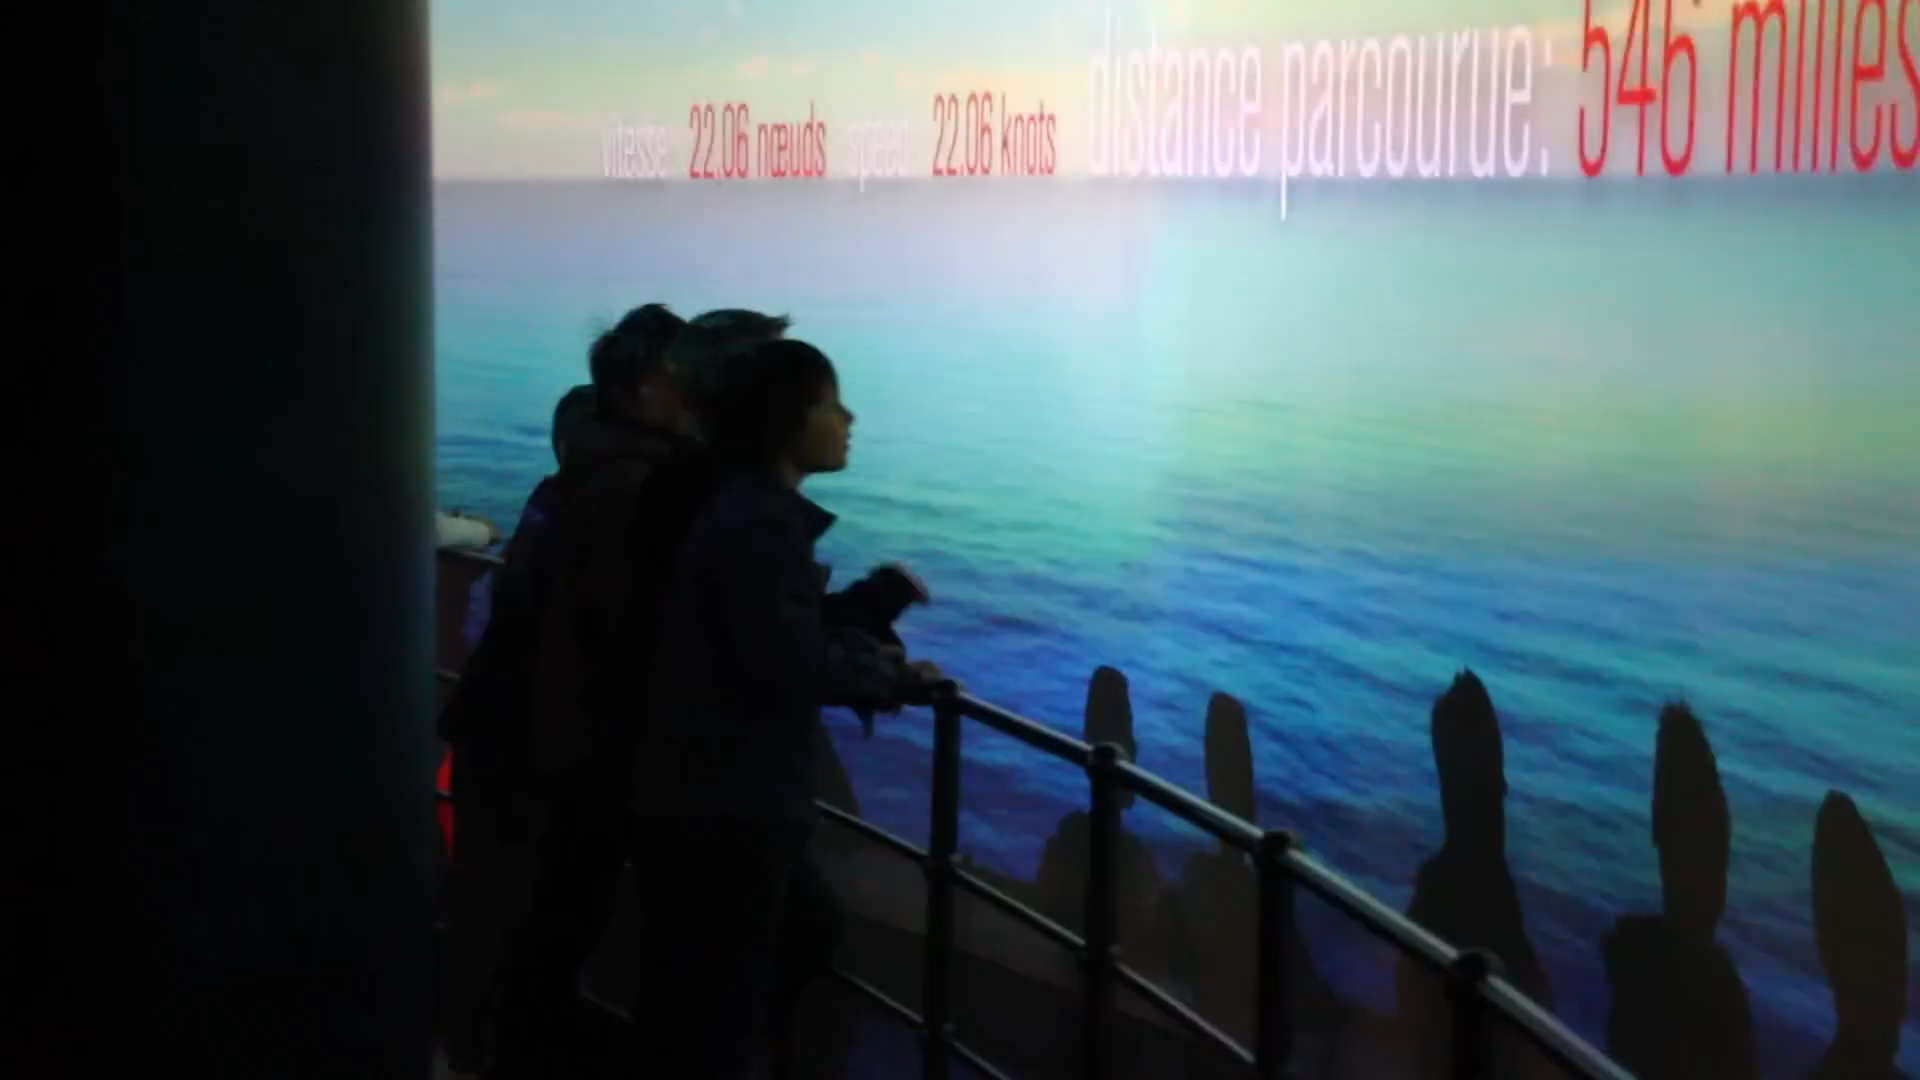 vitesse: 22.06 nœuds speed: 22.06 knots distance parcourue: 546 milles